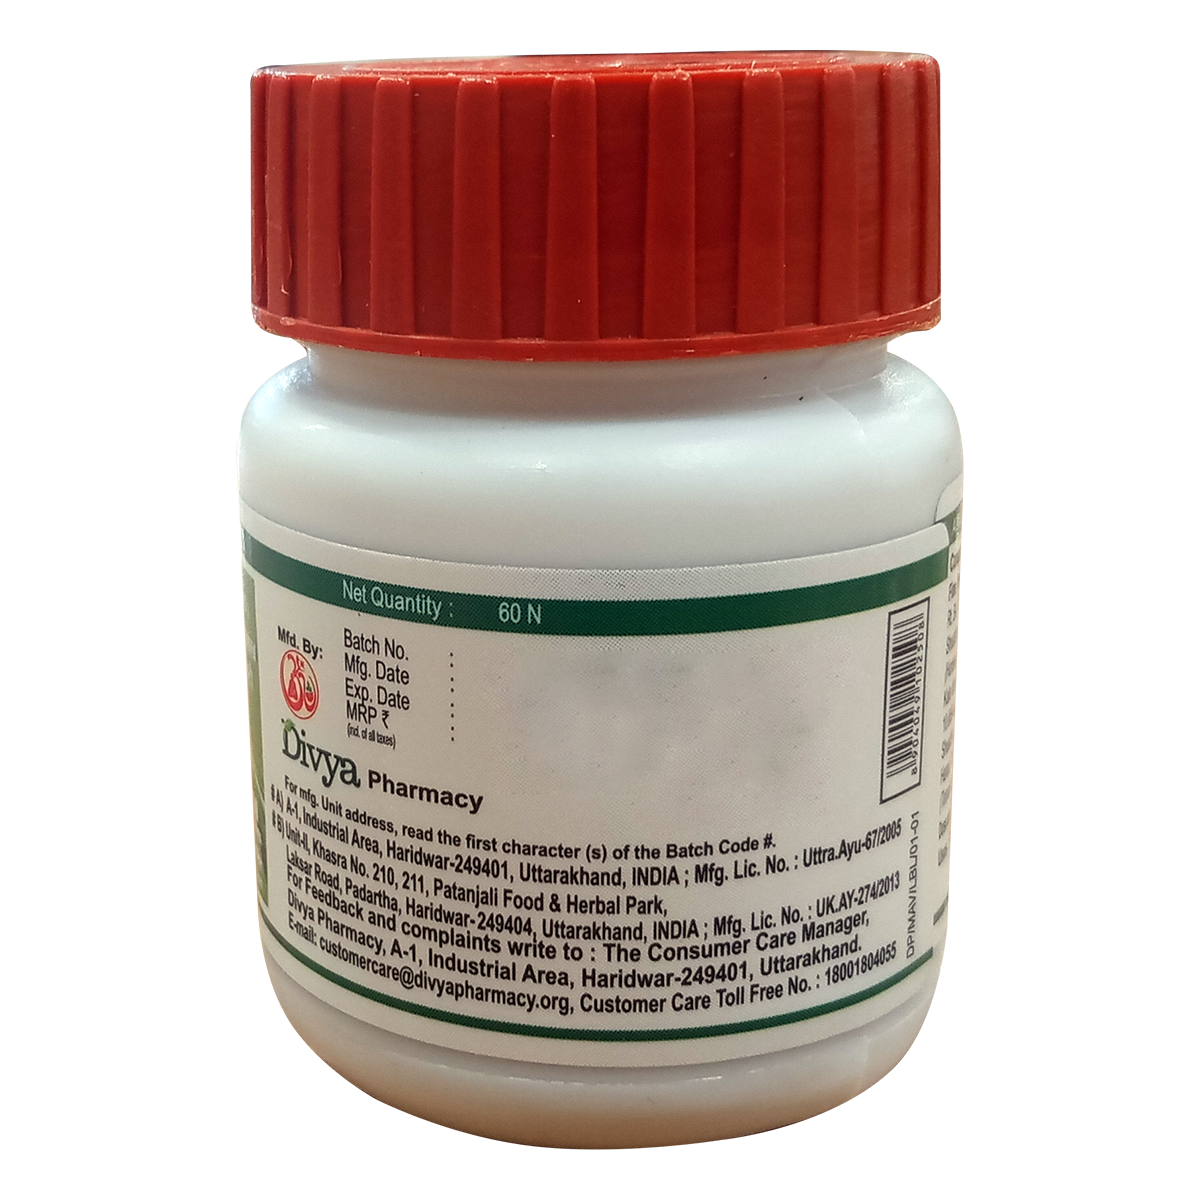 Net Quantity : 60 N
Mfd. By:
Batch No. :
Mfg. Date :
Exp. Date :
MRP ₹ :
(incl. of all taxes) :
Divya Pharmacy
For mfg. Unit address, read the first character (s) of the Batch Code #.
# A) A-1, Industrial Area, Haridwar-249401, Uttarakhand, INDIA ; Mfg. Lic. No. : Uttra.Ayu-67/2005
# B) Unit-II, Khasra No. 210, 211, Patanjali Food & Herbal Park,
Laksar Road, Padartha, Haridwar-249404, Uttarakhand, INDIA ; Mfg. Lic. No. : UK.AY-274/2013
For Feedback and complaints write to : The Consumer Care Manager,
Divya Pharmacy, A-1, Industrial Area, Haridwar-249401, Uttarakhand.
E-mail: customercare@divyapharmacy.org, Customer Care Toll Free No. : 18001804055
8 904049 102508
DP/MAV/LBL/01-01